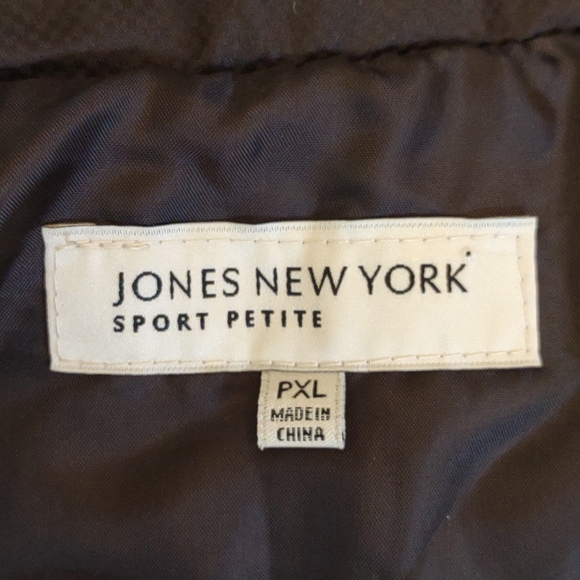 JONES NEW YORK
SPORT PETITE
PXL
MADE IN
CHINA